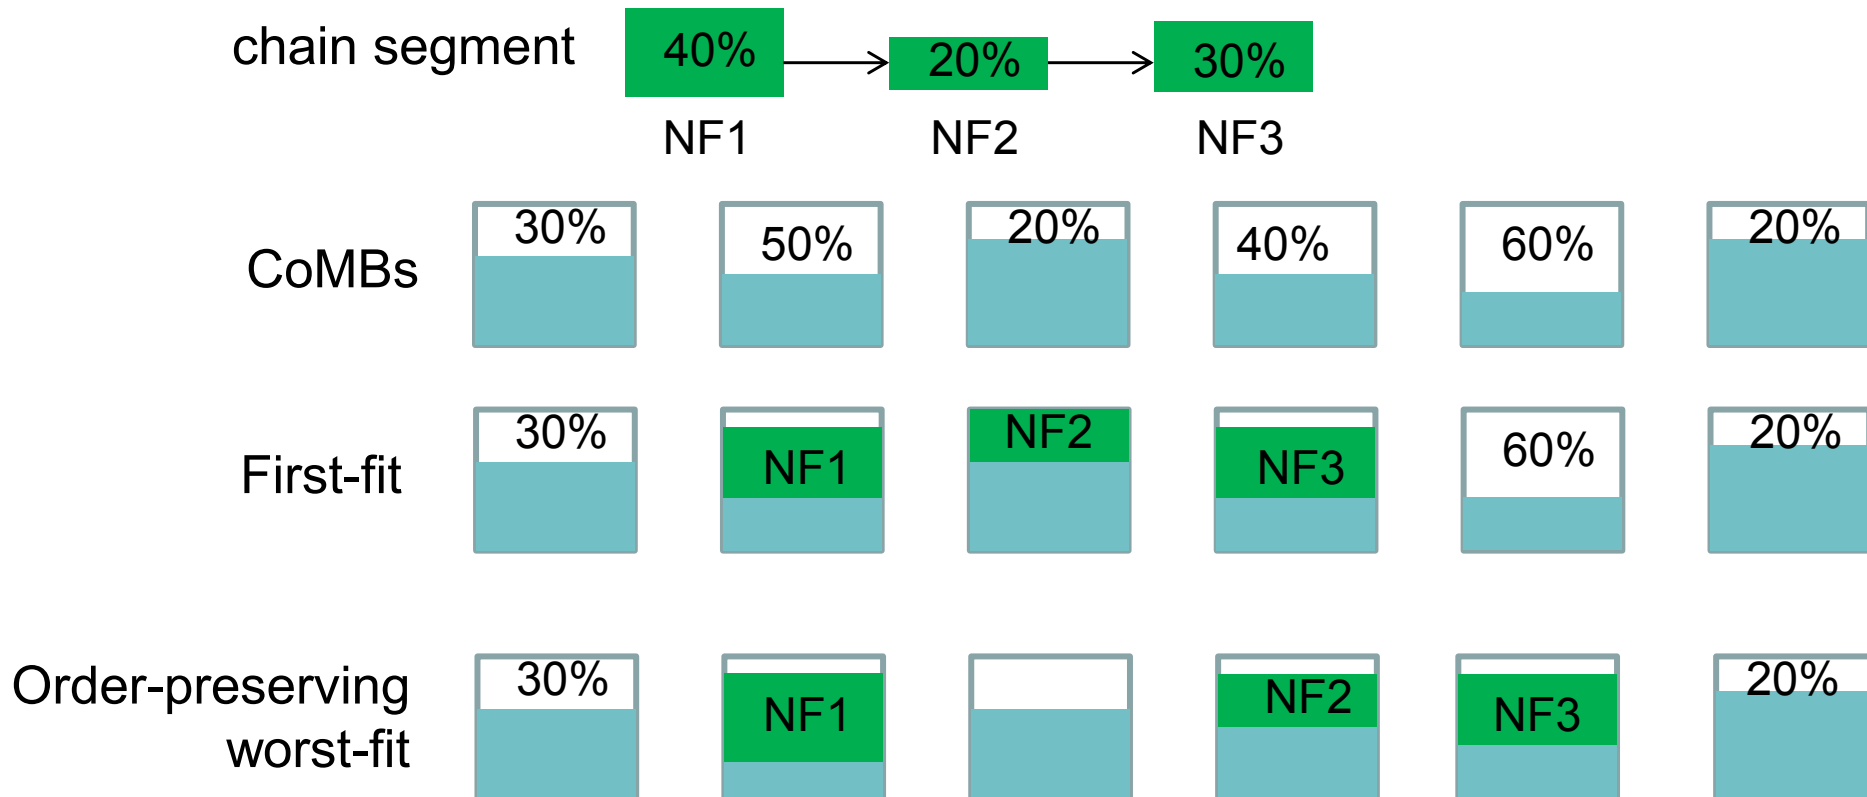 chain segment 40% 20% 30%
NF1 NF2 NF3
CoMBs 30% 50% 20% 40% 60% 20%
First-fit 30% NF1 NF2 NF3 60% 20%
Order-preserving
worst-fit 30% NF1 NF2 NF3 20%